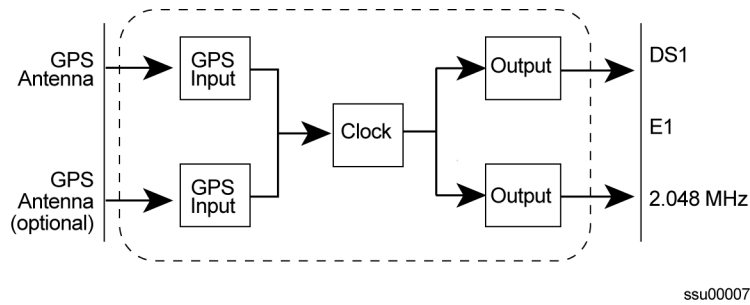 GPS
Antenna
GPS
Input
Output
DS1
Clock
E1
GPS
Antenna
(optional)
GPS
Input
Output
2.048 MHz
ssu00007